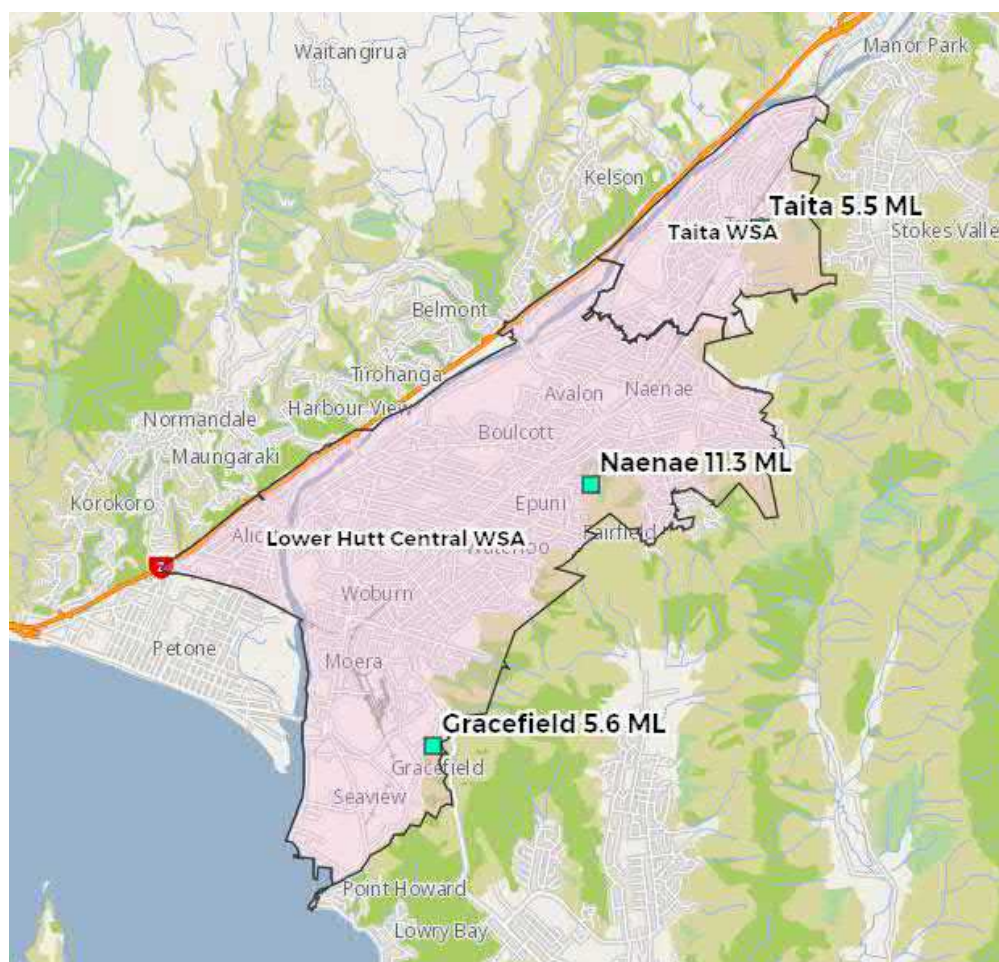 Waitangirua
Manor Park
Kelson
Taita 5.5 ML
Taita WSA
Stokes Valle
Belmont
Tirohanga
Avalon
Naenae
Harbour View
Normandale
Boulcott
Maungaraki
Naenae 11.3 ML
Korokoro
Epuni
Fairfield
Alic
Lower Hutt Central WSA
Waterloo
Woburn
Petone
Moera
Gracefield 5.6 ML
Gracefield
Seaview
Point Howard
Lowry Bay